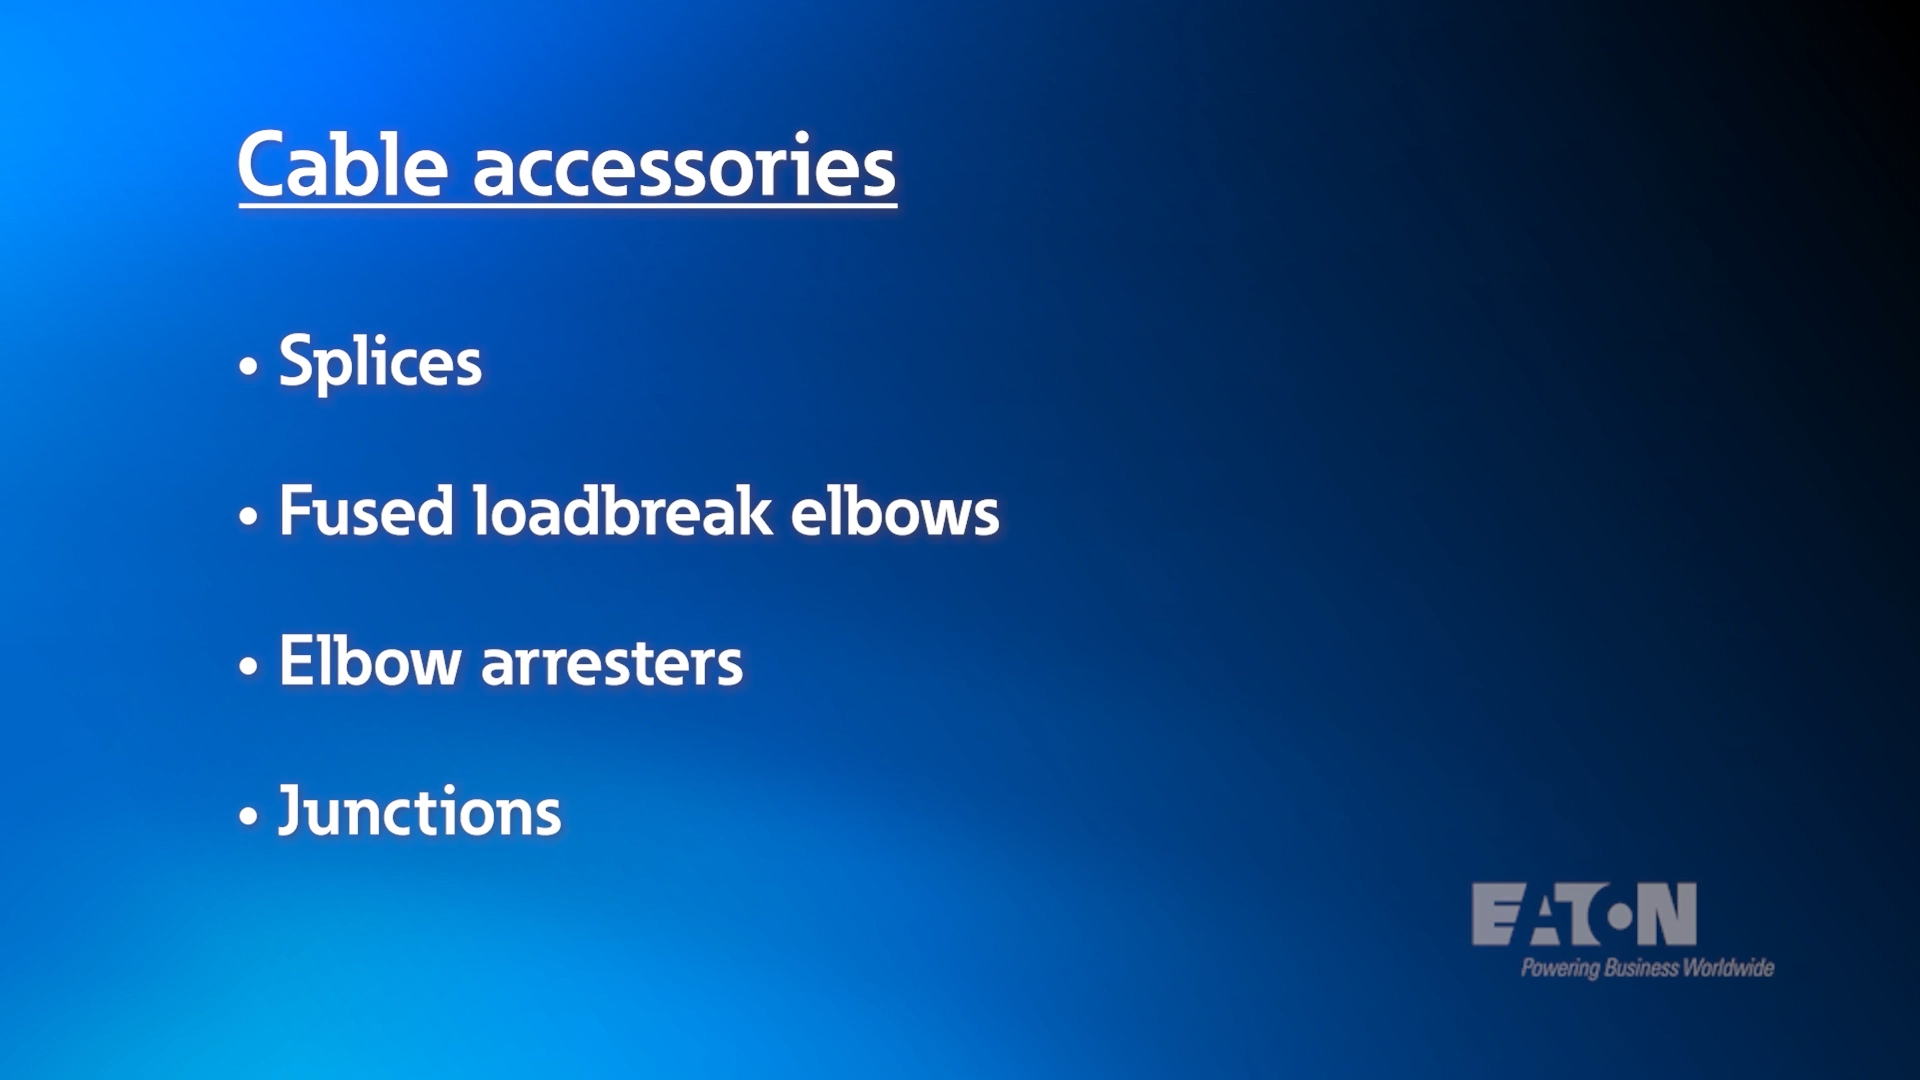 Cable accessories
• Splices
• Fused loadbreak elbows
• Elbow arresters
• Junctions
EATON
Powering Business Worldwide